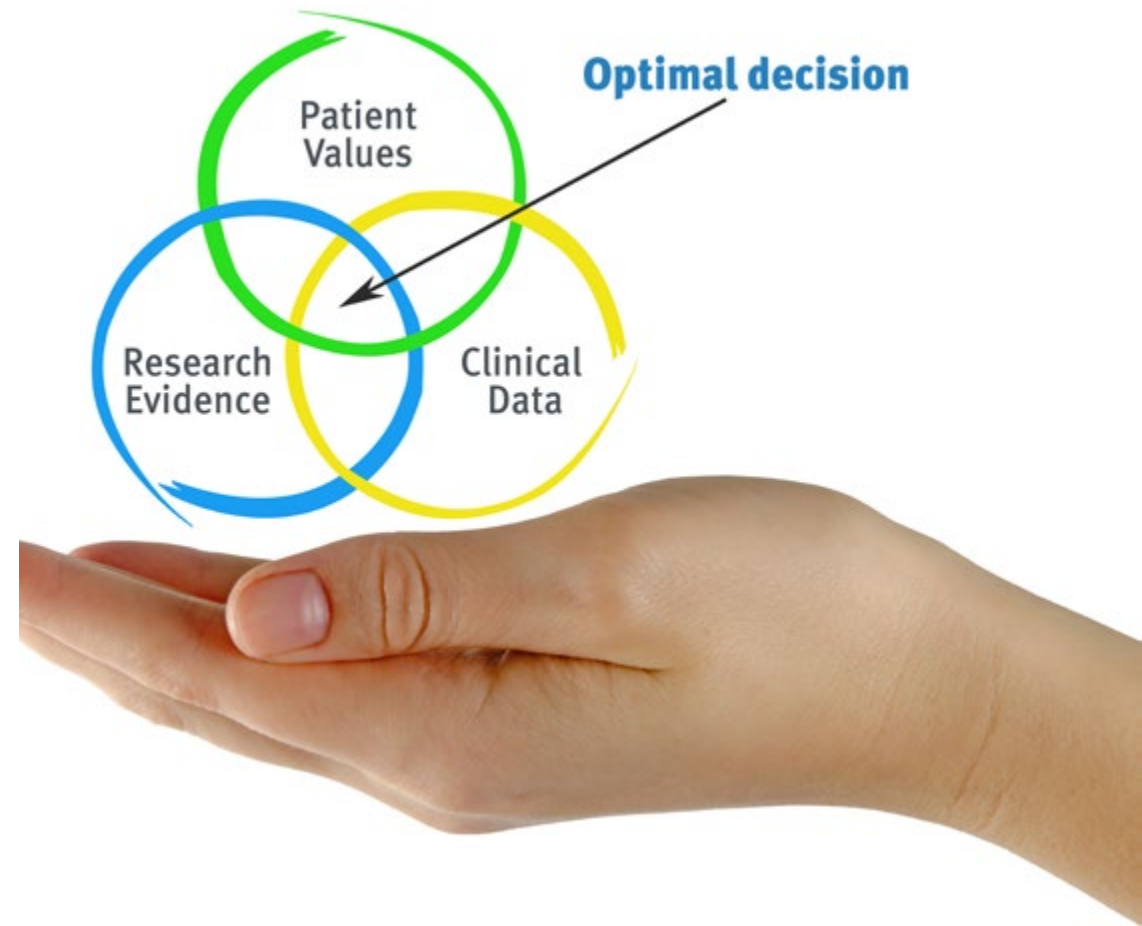 Optimal decision
Patient
Values
Research
Evidence
Clinical
Data